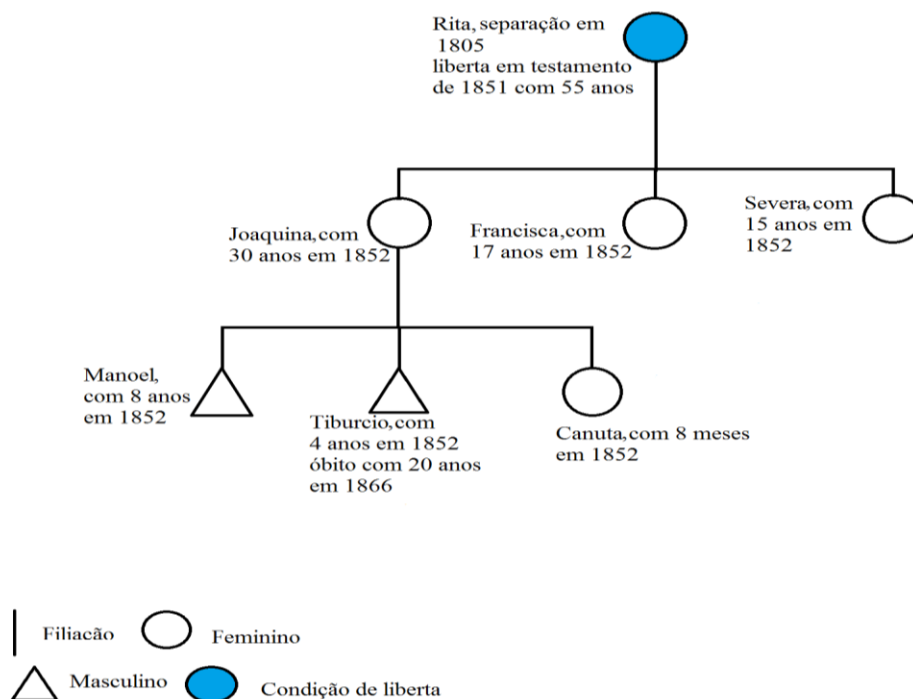 Rita, separação em
1805
liberta em testamento
de 1851 com 55 anos
Joaquina,com
30 anos em 1852
Francisca,com
17 anos em 1852
Severa,com
15 anos em
1852
Manoel,
com 8 anos
em 1852
Tiburcio,com
4 anos em 1852
óbito com 20 anos
em 1866
Canuta,com 8 meses
em 1852
Filiacão
Feminino
Masculino
Condição de liberta